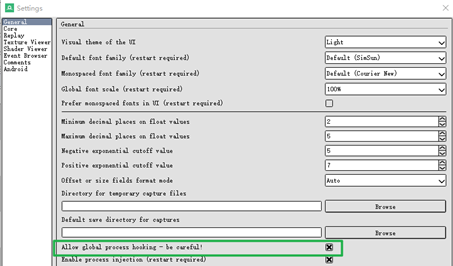 Settings
General
Core
Replay
Texture Viewer
Shader Viewer
Event Browser
Comments
Android
General
Visual theme of the UI
Light
Default font family (restart required)
Default (SimSun)
Monospaced font family (restart required)
Default (Courier New)
Global font scale (restart required)
100%
Prefer monospaced fonts in UI (restart required)
Minimum decimal places on float values
2
Maximum decimal places on float values
5
Negative exponential cutoff value
5
Positive exponential cutoff value
7
Offset or size fields format mode
Auto
Directory for temporary capture files
Browse
Default save directory for captures
Browse
Allow global process hooking - be careful!
Enable process injection (restart required)